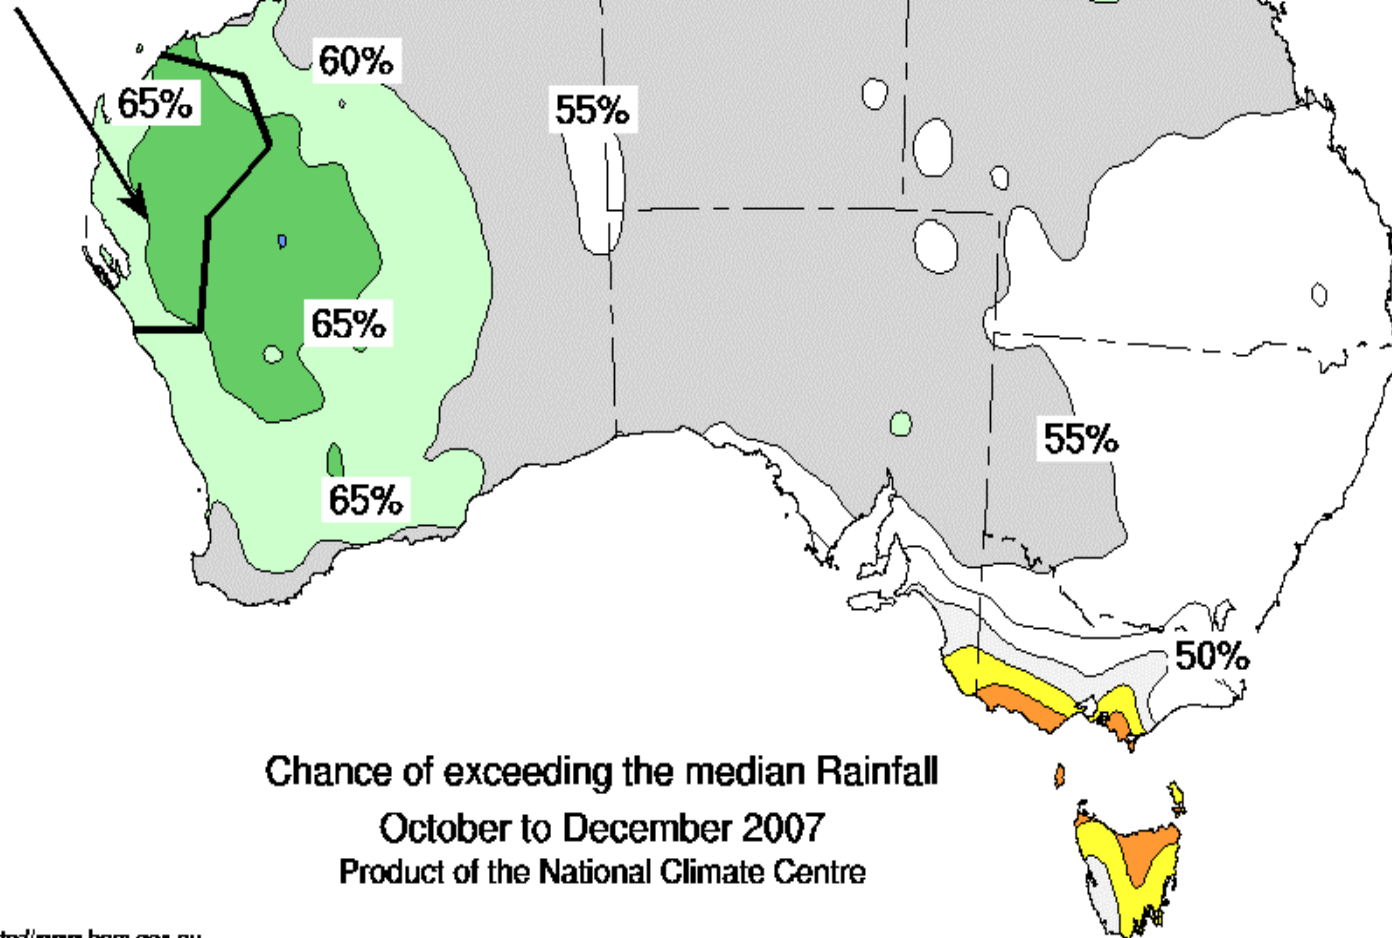 60%
65%
55%
65%
55%
65%
50%
Chance of exceeding the median Rainfall
October to December 2007
Product of the National Climate Centre